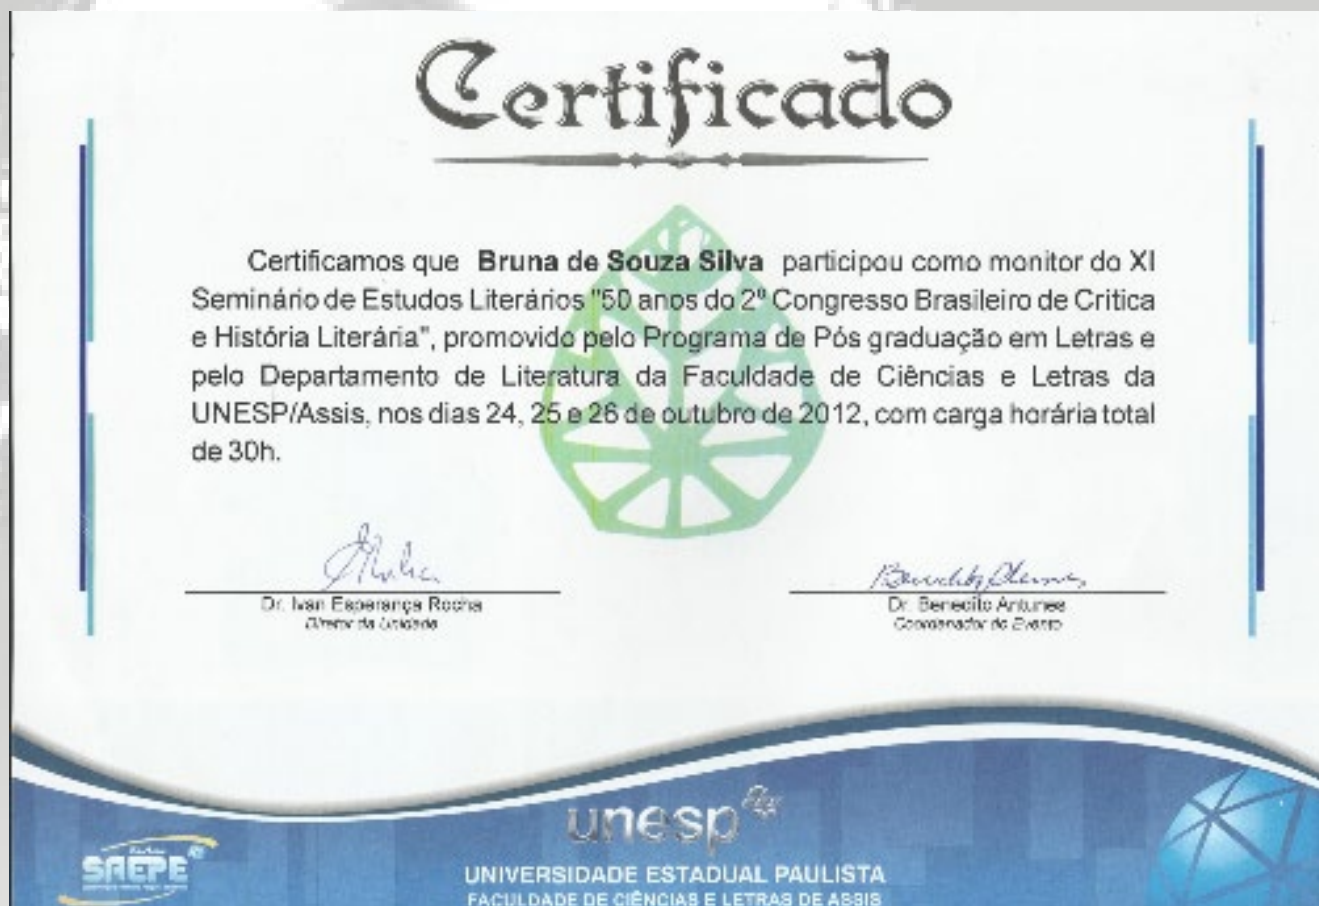 Certificado
Certificamos que Bruna de Souza Silva participou como monitor do XI
Seminário de Estudos Literários "50 anos do 2º Congresso Brasileiro de Critica
e História Literária", promovido pelo Programa de Pós graduação em Letras e
pelo Departamento de Literatura da Faculdade de Ciências e Letras da
UNESP/Assis, nos dias 24, 25 e 26 de outubro de 2012, com carga horária total
de 30h.
Dr. Ivan Esperança Rocha
Diretor da Unidade
Dr. Benedito Antunes
Coordenador do Evento
unesp
SAEPE
UNIVERSIDADE ESTADUAL PAULISTA
FACULDADE DE CIÊNCIAS E LETRAS DE ASSIS